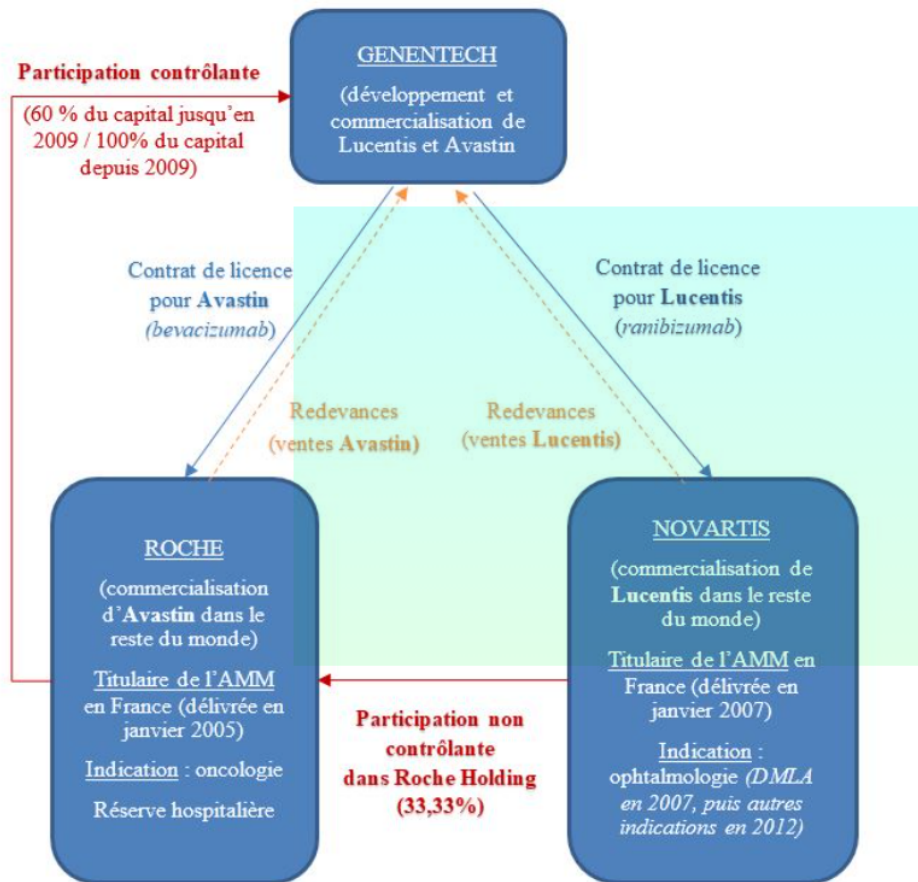 GENENTECH
(développement et
commercialisation de
Lucentis et Avastin
Participation contrôlante
(60 % du capital jusqu'en
2009 / 100% du capital
depuis 2009)
Contrat de licence
pour Avastin
(bevacizumab)
Contrat de licence
pour Lucentis
(ranibizumab)
Redevances
(ventes Avastin)
Redevances
(ventes Lucentis)
ROCHE
(commercialisation
d'Avastin dans le
reste du monde)
Titulaire de l'AMM
en France (délivrée en
janvier 2005)
Indication : oncologie
Réserve hospitalière
Participation non
contrôlante
dans Roche Holding
(33,33%)
NOVARTIS
(commercialisation de
Lucentis dans le reste
du monde)
Titulaire de l'AMM en
France (délivrée en
janvier 2007)
Indication :
ophtalmologie (DMLA
en 2007, puis autres
indications en 2012)